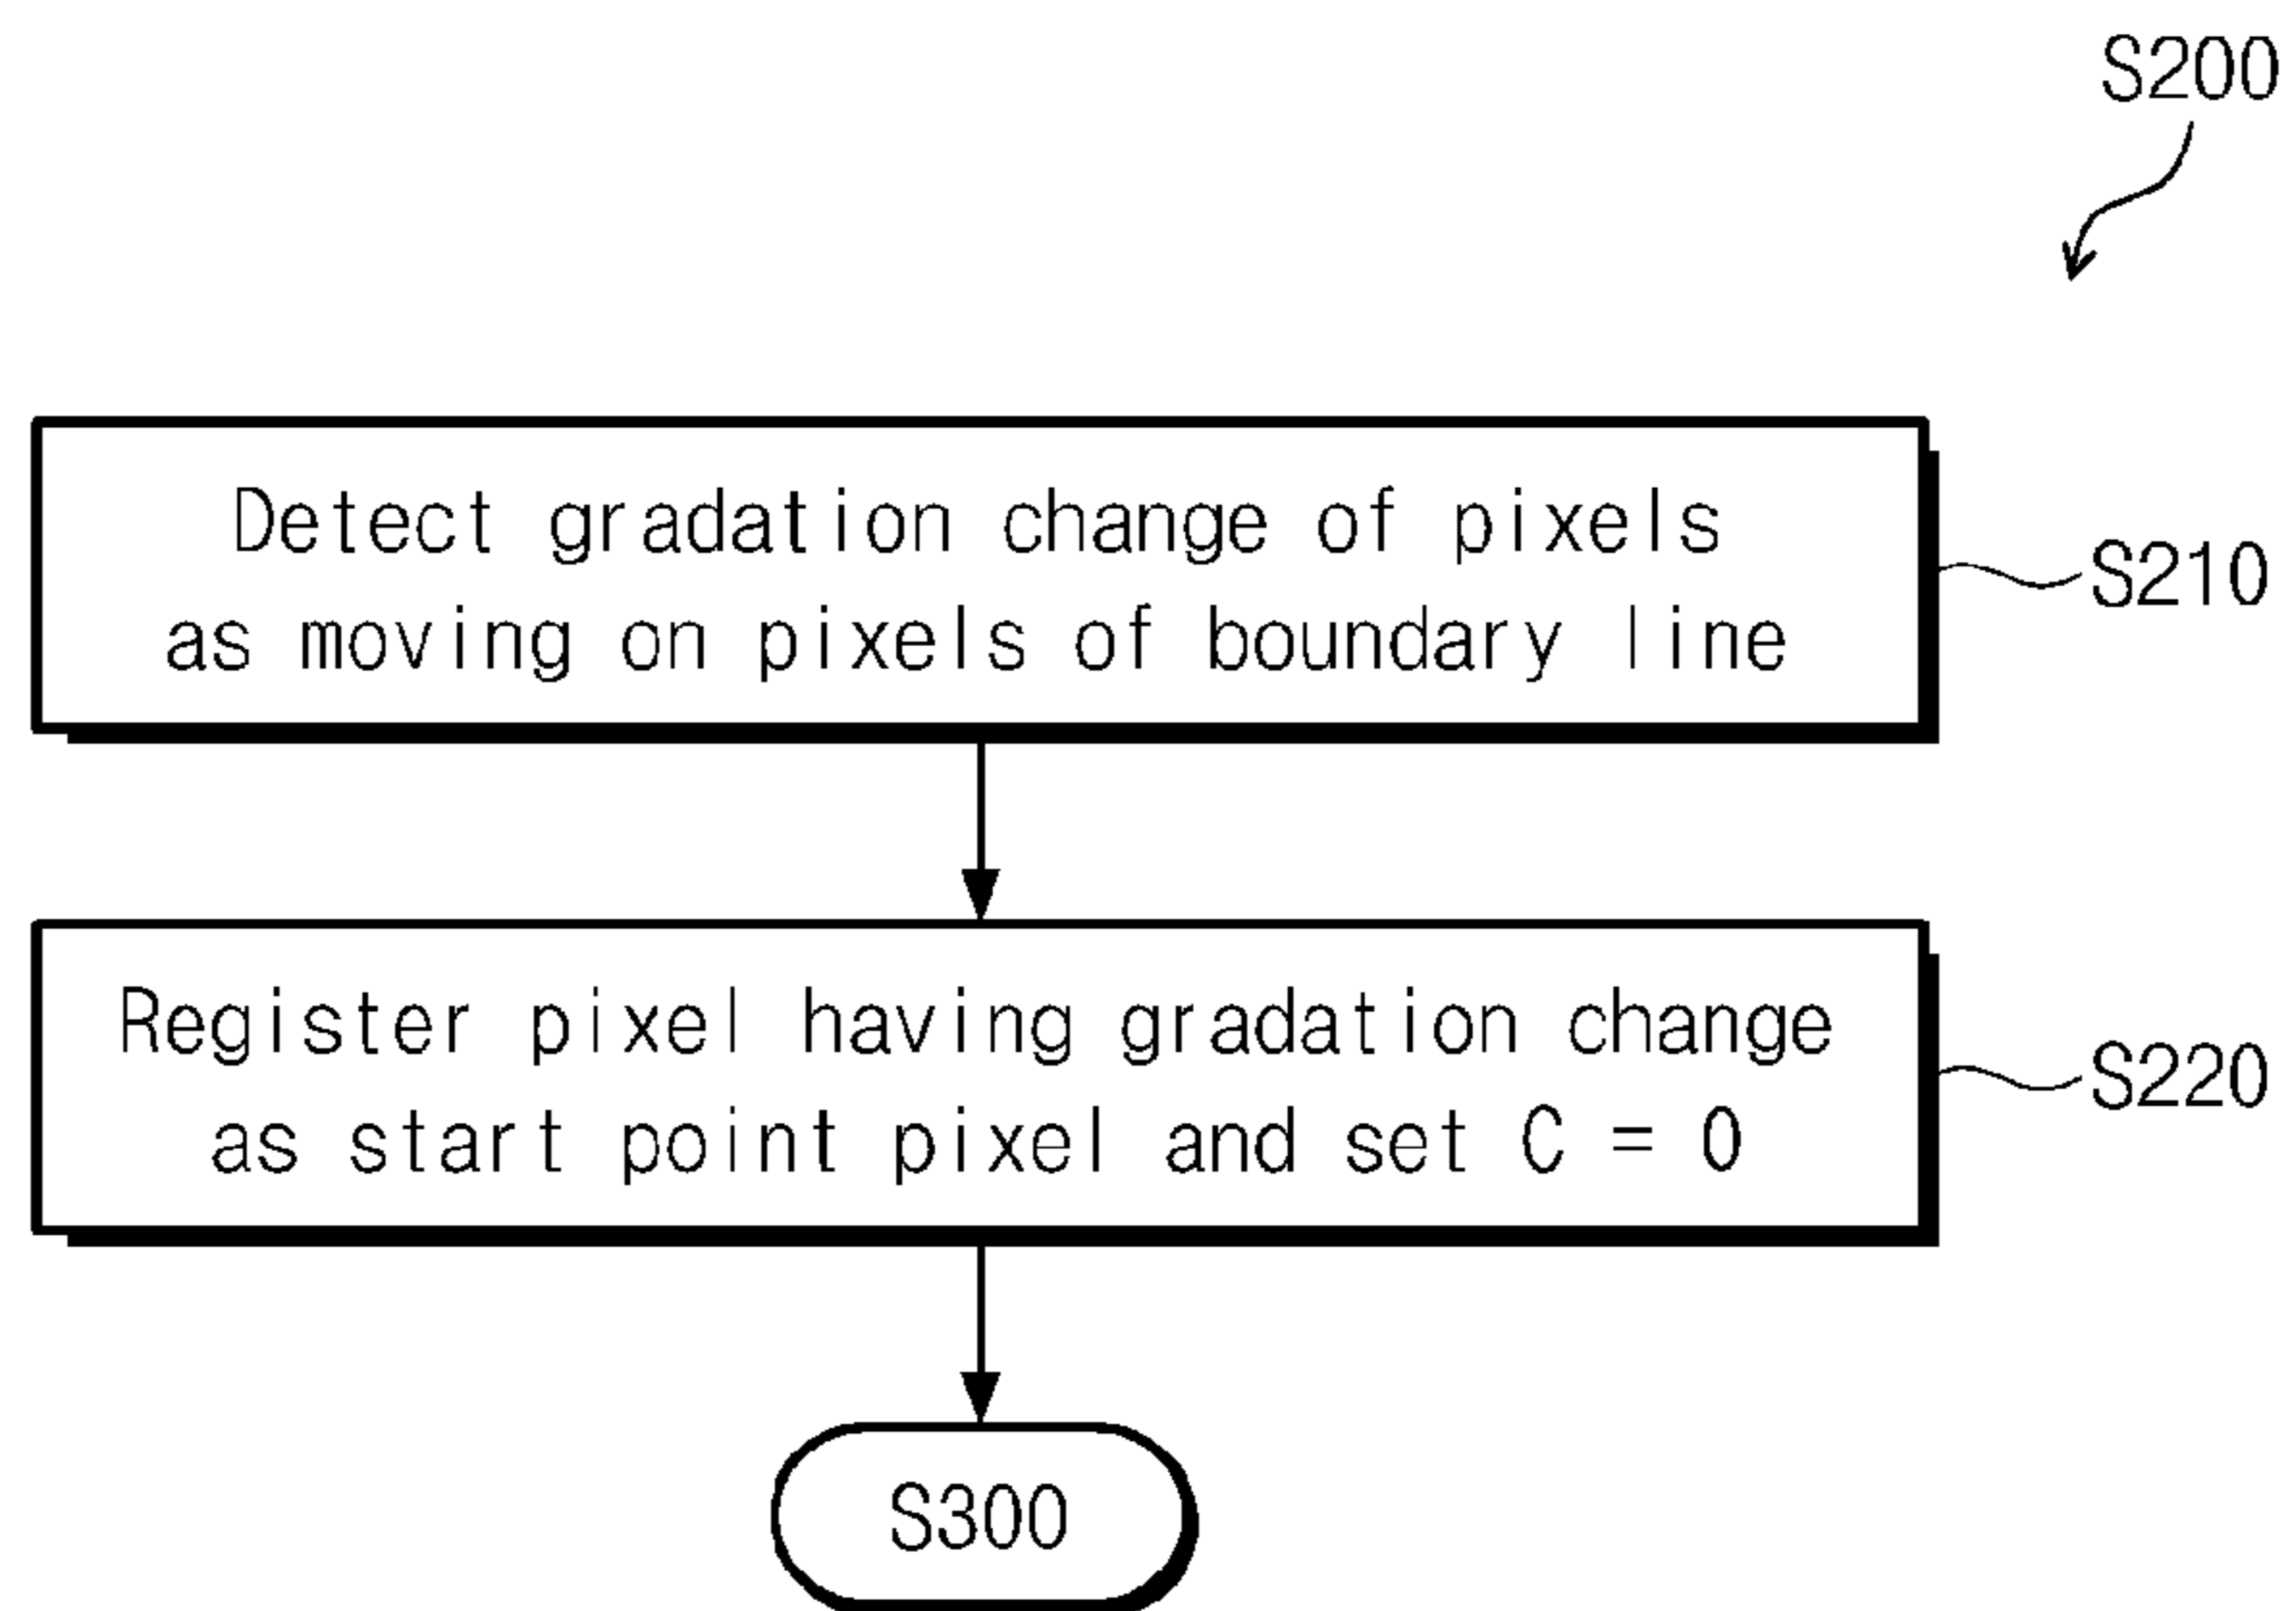 S200
Detect gradation change of pixels
as moving on pixels of boundary line
S210
Register pixel having gradation change
as start point pixel and set C = 0
S220
S300